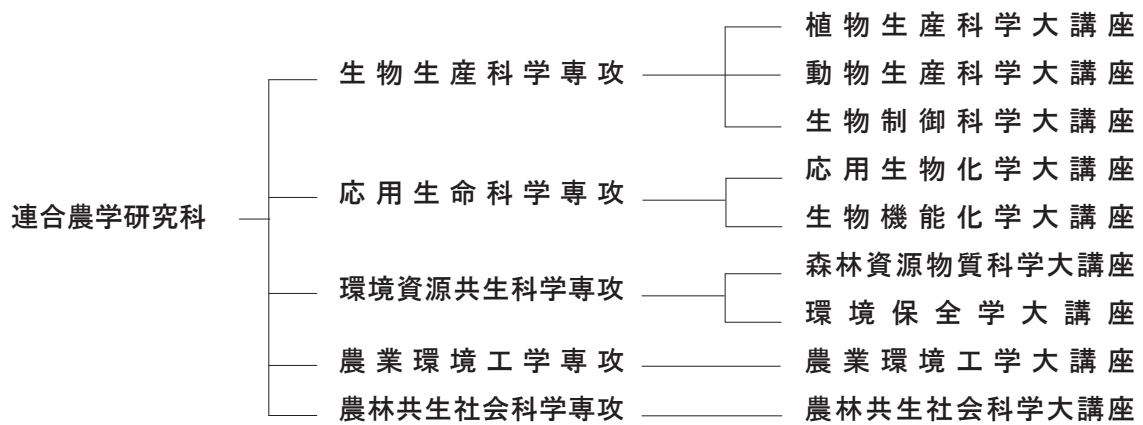 連合農学研究科
生物生産科学専攻
植物生産科学大講座
動物生産科学大講座
生物制御科学大講座
応用生命科学専攻
応用生物化学大講座
生物機能化学大講座
環境資源共生科学専攻
森林資源物質科学大講座
環境保全学大講座
農業環境工学専攻
農業環境工学大講座
農林共生社会科学専攻
農林共生社会科学大講座